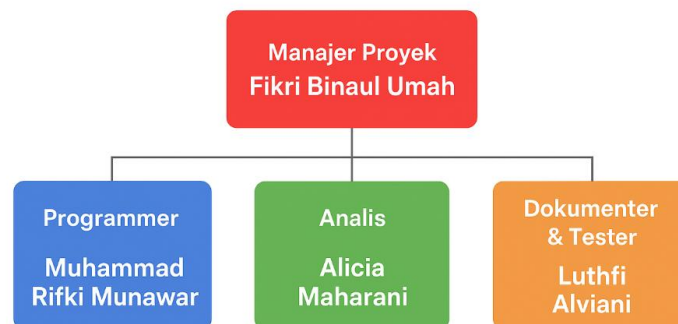 Manajer Proyek
Fikri Binaul Umah
Programmer
Muhammad
Rifki Munawar
Analis
Alicia
Maharani
Dokumenter
& Tester
Luthfi
Alviani